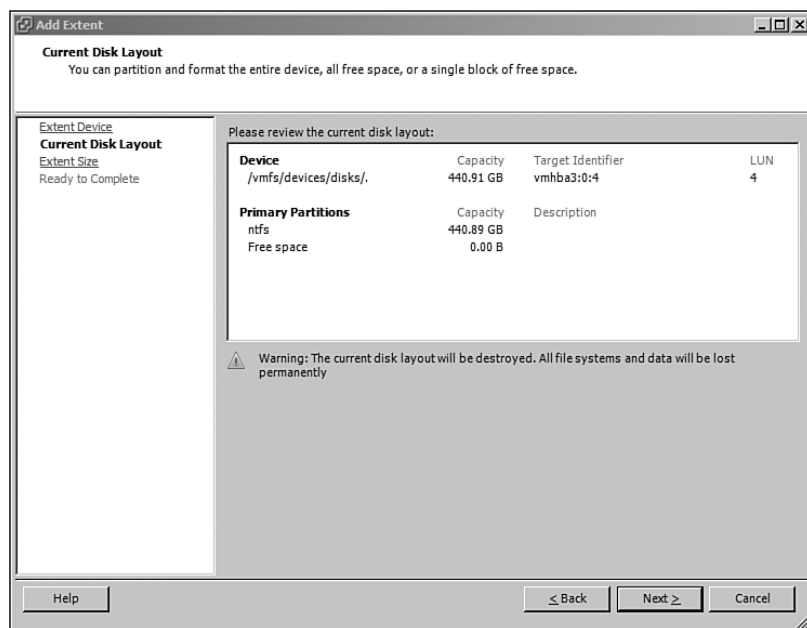 Add Extent
Current Disk Layout
You can partition and format the entire device, all free space, or a single block of free space.
Extent Device
Current Disk Layout
Extent Size
Ready to Complete
Please review the current disk layout:
Device Capacity Target Identifier LUN
/vmfs/devices/disks/. 440.91 GB vmhba3:0:4 4
Primary Partitions Capacity Description
ntfs 440.89 GB
Free space 0.00 B
Warning: The current disk layout will be destroyed. All file systems and data will be lost
permanently
Help
< Back
Next >
Cancel